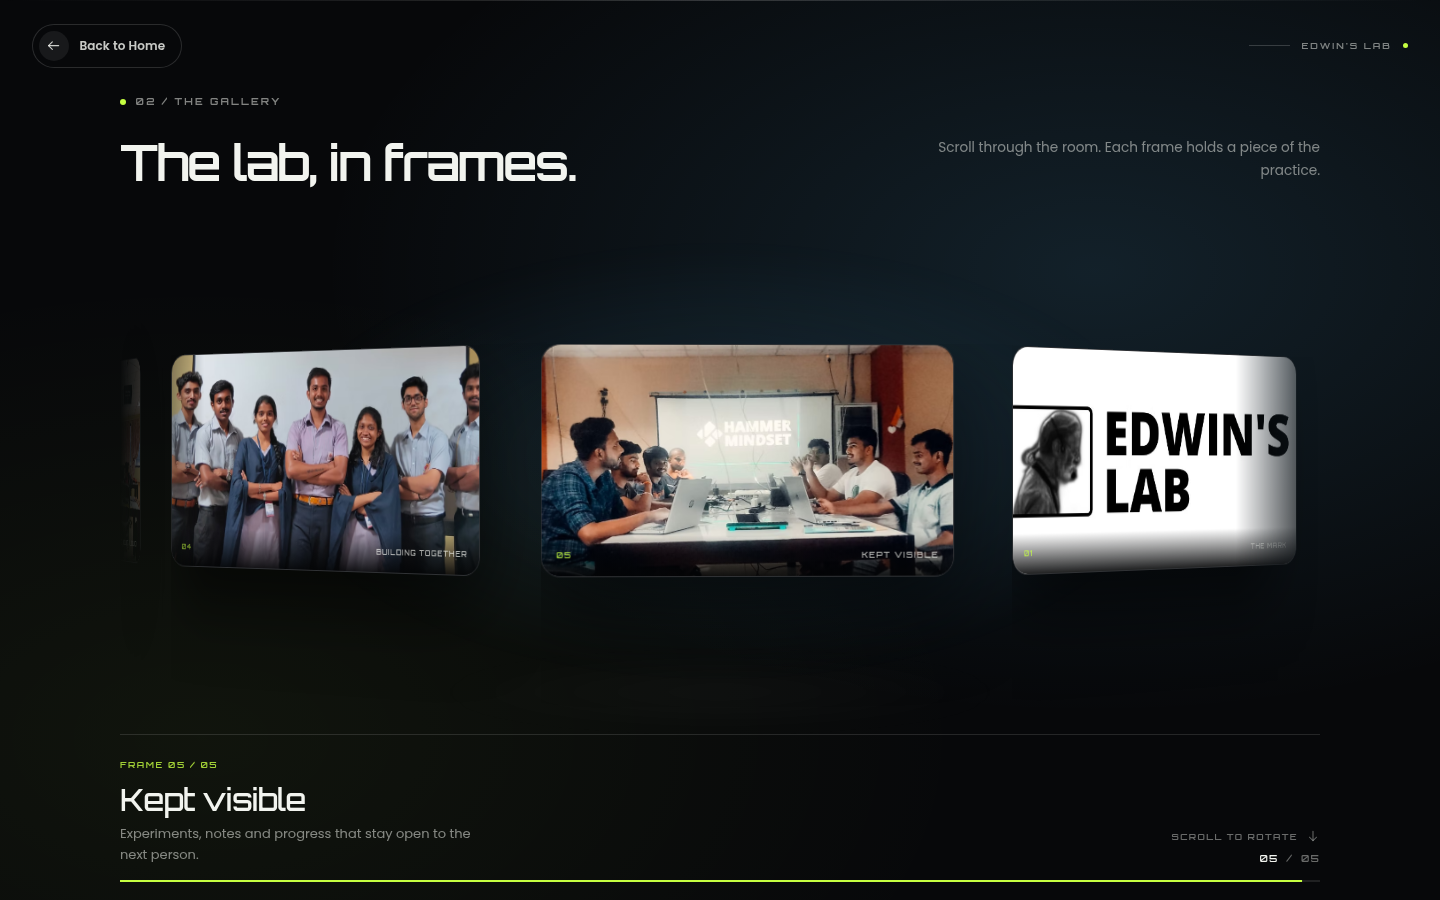 Back to Home
EDWIN'S LAB
02 / THE GALLERY
The lab, in frames.
Scroll through the room. Each frame holds a piece of the
practice.
HAMMER
MINDSET
EDWIN'S
LAB
04
BUILDING TOGETHER
05
KEPT VISIBLE
01
THE MARK
FRAME 05 / 05
Kept visible
Experiments, notes and progress that stay open to the
next person.
SCROLL TO ROTATE
05 / 05